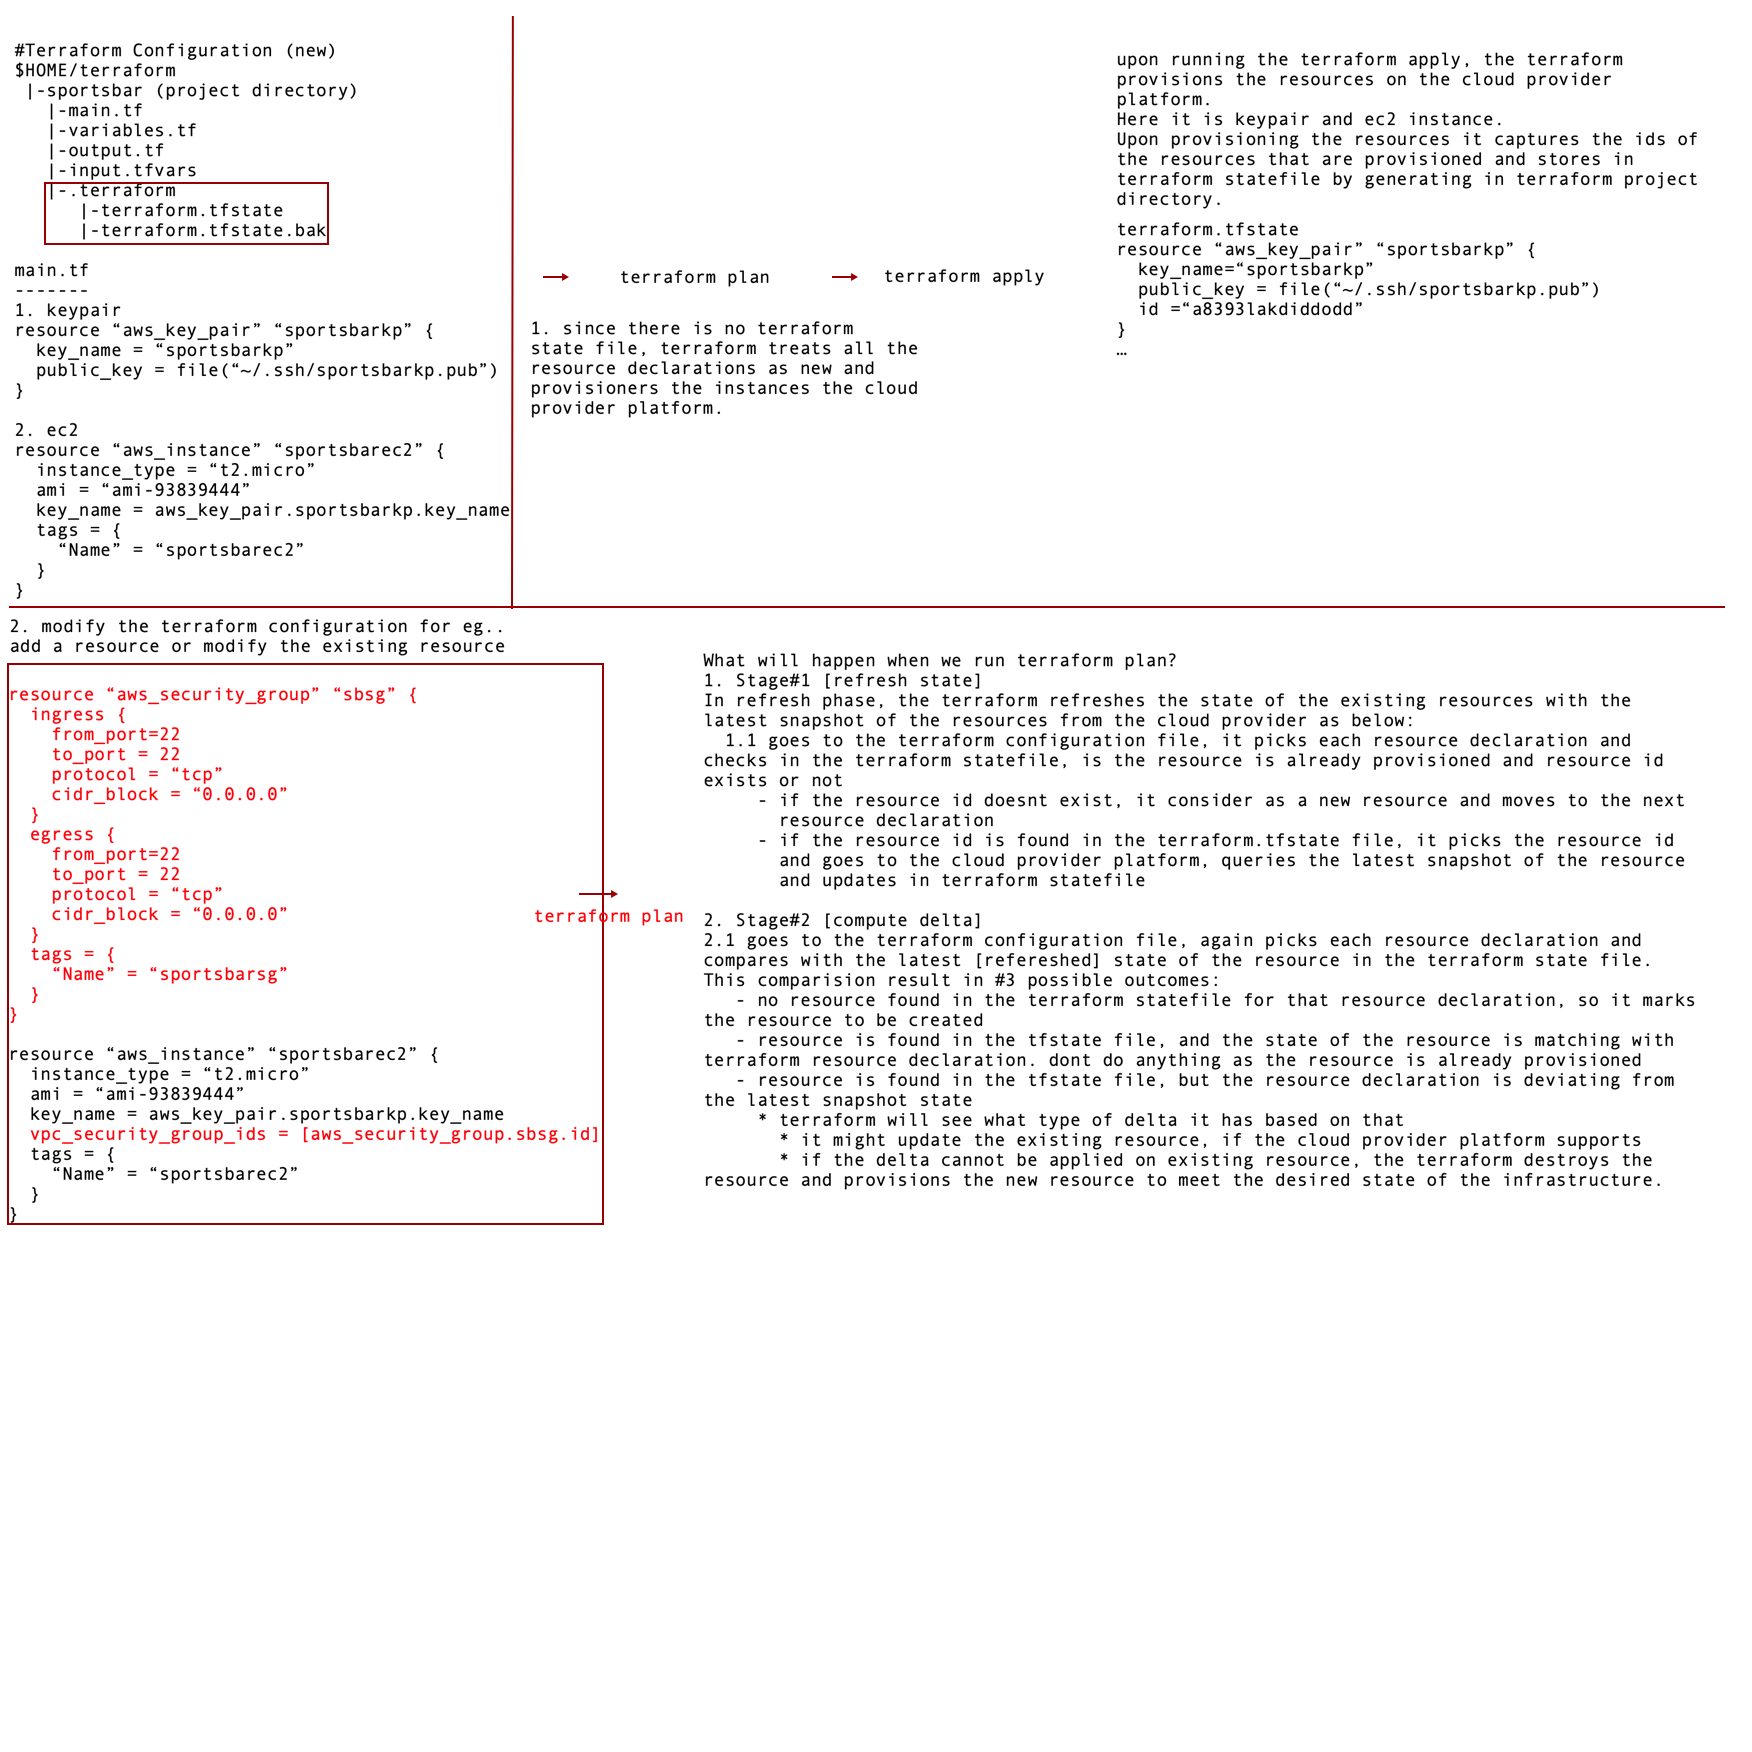 #Terraform Configuration (new)
$HOME/terraform
 |-sportsbar (project directory)
   |-main.tf
   |-variables.tf
   |-output.tf
   |-input.tfvars
   |-.terraform
      |-terraform.tfstate
      |-terraform.tfstate.bak

main.tf
-------
1. keypair
resource “aws_key_pair” “sportsbarkp” {
  key_name = “sportsbarkp”
  public_key = file(“~/.ssh/sportsbarkp.pub”)
}

2. ec2
resource “aws_instance” “sportsbarec2” {
  instance_type = “t2.micro”
  ami = “ami-93839444”
  key_name = aws_key_pair.sportsbarkp.key_name
  tags = {
    “Name” = “sportsbarec2”
  }
}

terraform plan

1. since there is no terraform
state file, terraform treats all the
resource declarations as new and
provisioners the instances the cloud
provider platform.

terraform apply

upon running the terraform apply, the terraform
provisions the resources on the cloud provider
platform.
Here it is keypair and ec2 instance.
Upon provisioning the resources it captures the ids of
the resources that are provisioned and stores in
terraform statefile by generating in terraform project
directory.

terraform.tfstate
resource “aws_key_pair” “sportsbarkp” {
  key_name=“sportsbarkp”
  public_key = file(“~/.ssh/sportsbarkp.pub”)
  id =“a8393lakdiddodd”
}
…

2. modify the terraform configuration for eg..
add a resource or modify the existing resource

resource “aws_security_group” “sbsg” {
  ingress {
    from_port=22
    to_port = 22
    protocol = “tcp”
    cidr_block = “0.0.0.0”
  }
  egress {
    from_port=22
    to_port = 22
    protocol = “tcp”
    cidr_block = “0.0.0.0”
  }
  tags = {
    “Name” = “sportsbarsg”
  }
}

resource “aws_instance” “sportsbarec2” {
  instance_type = “t2.micro”
  ami = “ami-93839444”
  key_name = aws_key_pair.sportsbarkp.key_name
  vpc_security_group_ids = [aws_security_group.sbsg.id]
  tags = {
    “Name” = “sportsbarec2”
  }
}

terraform plan

What will happen when we run terraform plan?
1. Stage#1 [refresh state]
In refresh phase, the terraform refreshes the state of the existing resources with the
latest snapshot of the resources from the cloud provider as below:
  1.1 goes to the terraform configuration file, it picks each resource declaration and
checks in the terraform statefile, is the resource is already provisioned and resource id
exists or not
     - if the resource id doesnt exist, it consider as a new resource and moves to the next
       resource declaration
     - if the resource id is found in the terraform.tfstate file, it picks the resource id
       and goes to the cloud provider platform, queries the latest snapshot of the resource
       and updates in terraform statefile

2. Stage#2 [compute delta]
2.1 goes to the terraform configuration file, again picks each resource declaration and
compares with the latest [refereshed] state of the resource in the terraform state file.
This comparision result in #3 possible outcomes:
   - no resource found in the terraform statefile for that resource declaration, so it marks
the resource to be created
   - resource is found in the tfstate file, and the state of the resource is matching with
terraform resource declaration. dont do anything as the resource is already provisioned
   - resource is found in the tfstate file, but the resource declaration is deviating from
the latest snapshot state
     * terraform will see what type of delta it has based on that
       * it might update the existing resource, if the cloud provider platform supports
       * if the delta cannot be applied on existing resource, the terraform destroys the
resource and provisions the new resource to meet the desired state of the infrastructure.